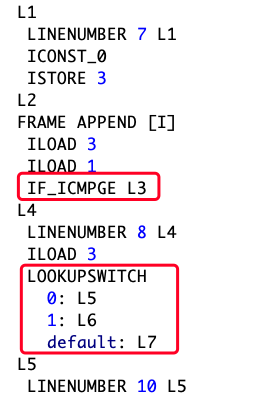 L1
LINENUMBER 7 L1
ICONST_0
ISTORE 3
L2
FRAME APPEND [I]
ILOAD 3
ILOAD 1
IF_ICMPGE L3
L4
LINENUMBER 8 L4
ILOAD 3
LOOKUPSWITCH
0: L5
1: L6
default: L7
L5
LINENUMBER 10 L5